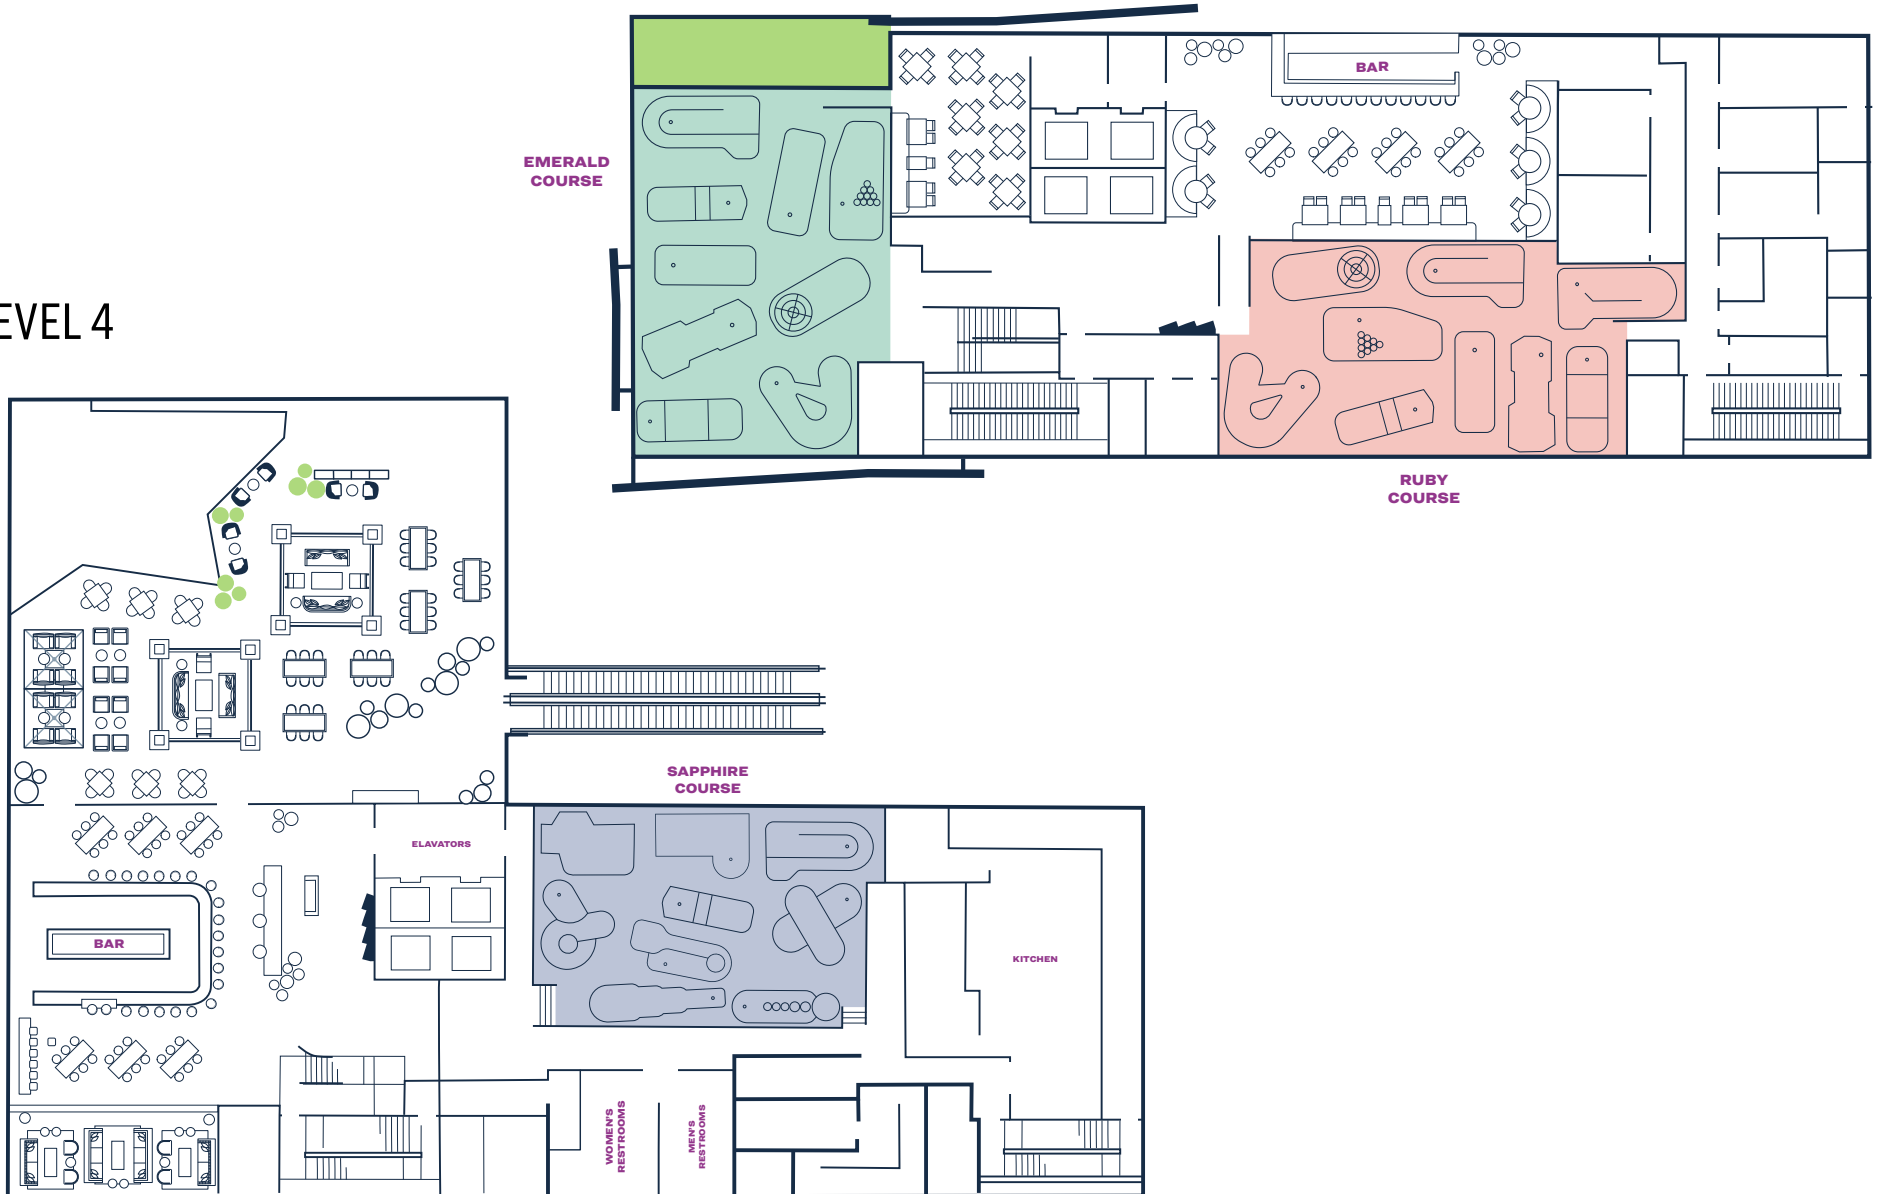 BAR
EMERALD
COURSE
EVEL 4
RUBY
COURSE
SAPPHIRE
COURSE
ELAVATORS
BAR
KITCHEN
WOMEN'S
RESTROOMS
MEN'S
RESTROOMS